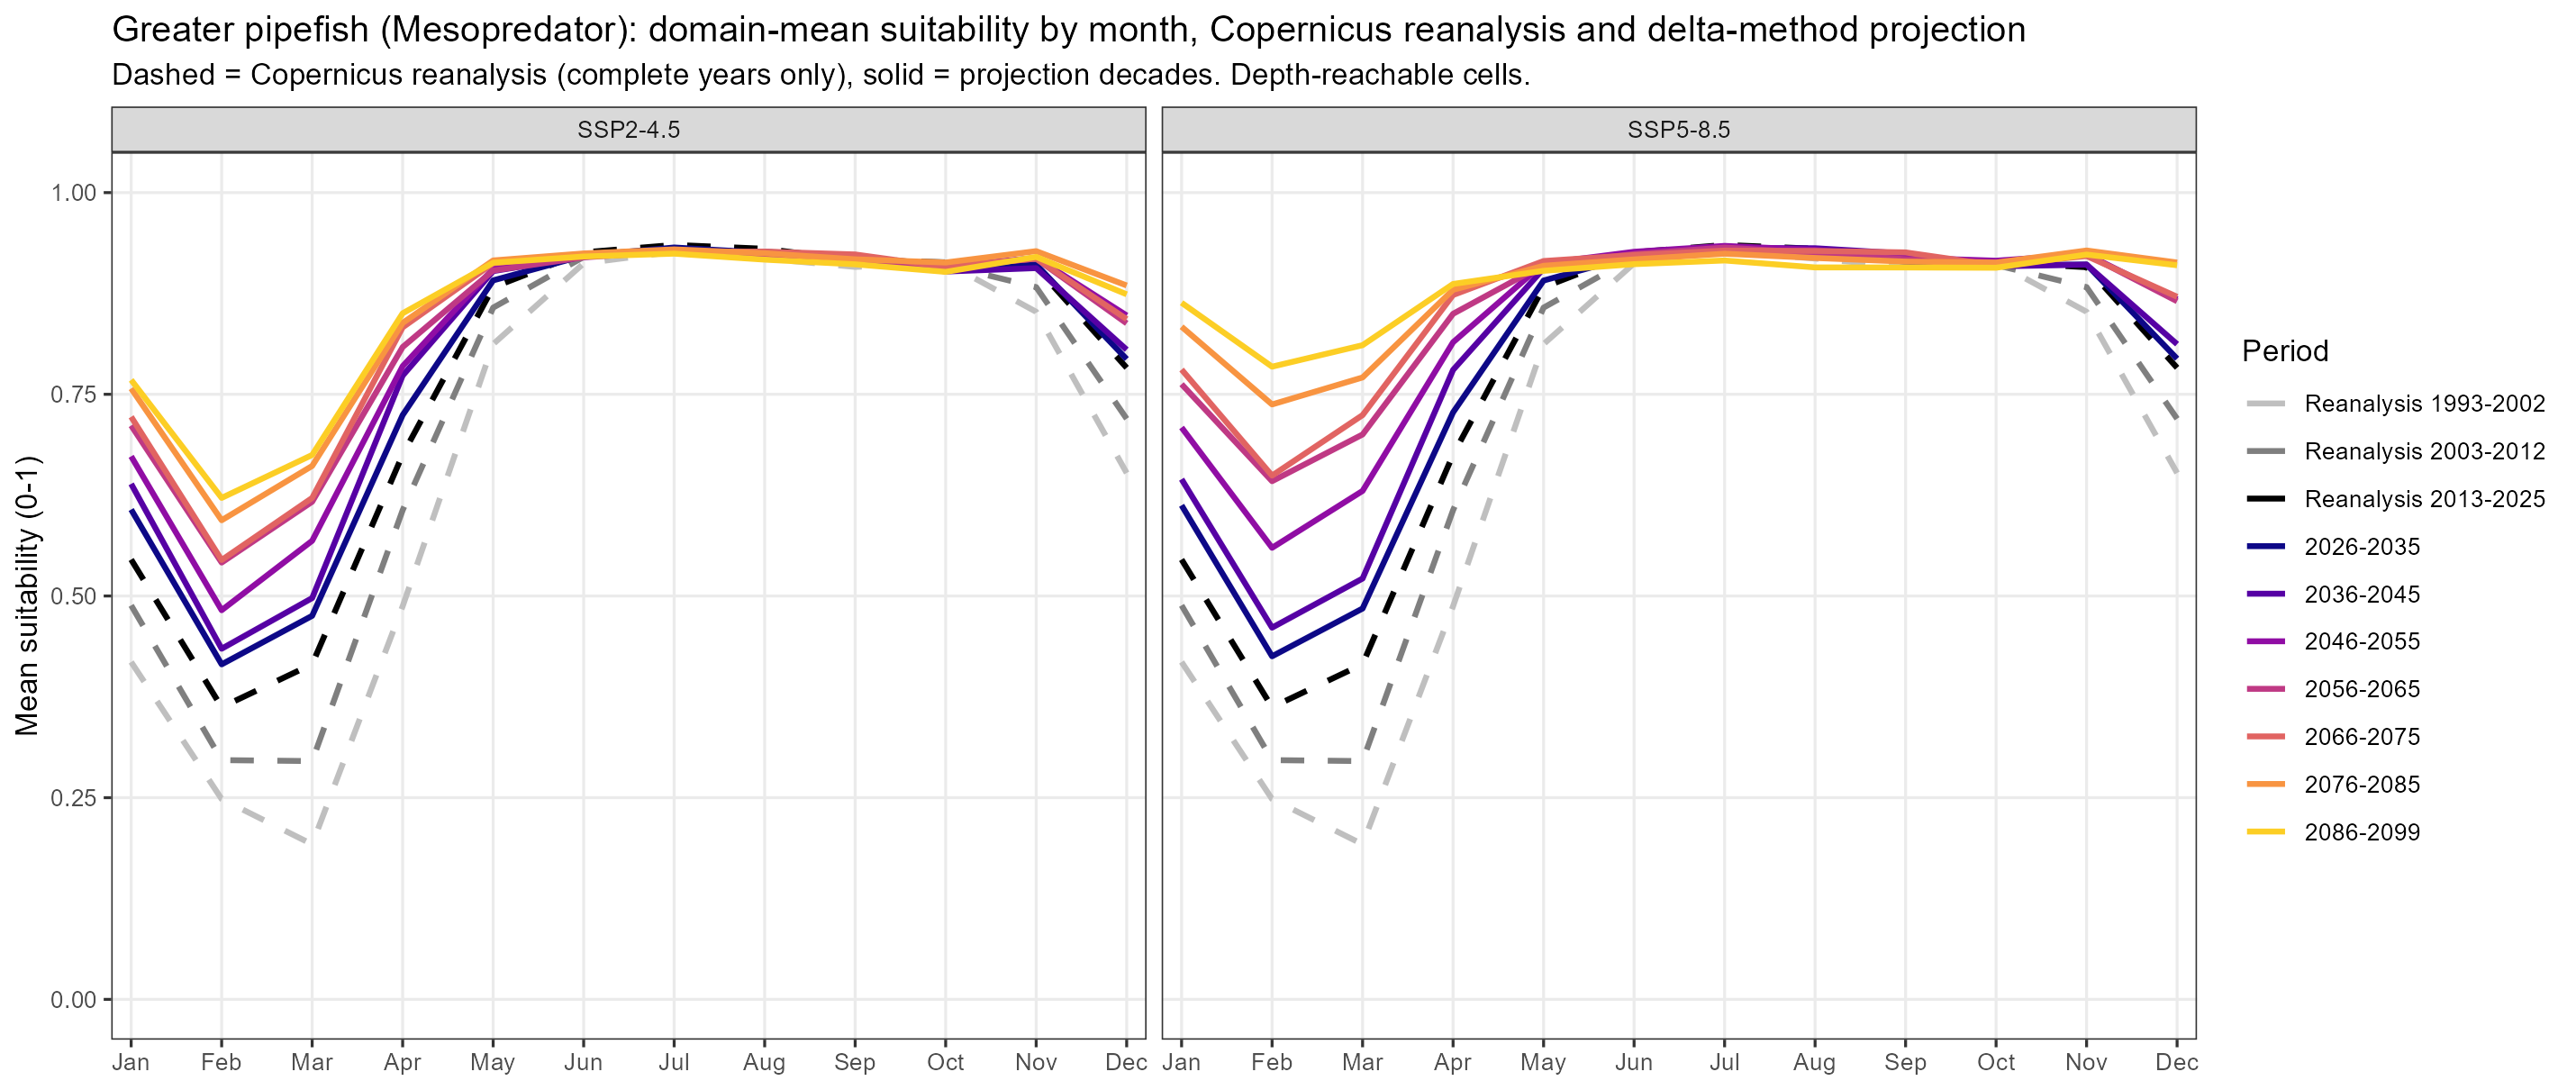 Greater pipefish (Mesopredator): domain-mean suitability by month, Copernicus reanalysis and delta-method projection
Dashed = Copernicus reanalysis (complete years only), solid = projection decades. Depth-reachable cells.
SSP2-4.5
SSP5-8.5
Mean suitability (0-1)
1.00
0.75
0.50
0.25
0.00
Jan Feb Mar Apr May Jun Jul Aug Sep Oct Nov Dec
Jan Feb Mar Apr May Jun Jul Aug Sep Oct Nov Dec
Period
Reanalysis 1993-2002
Reanalysis 2003-2012
Reanalysis 2013-2025
2026-2035
2036-2045
2046-2055
2056-2065
2066-2075
2076-2085
2086-2099